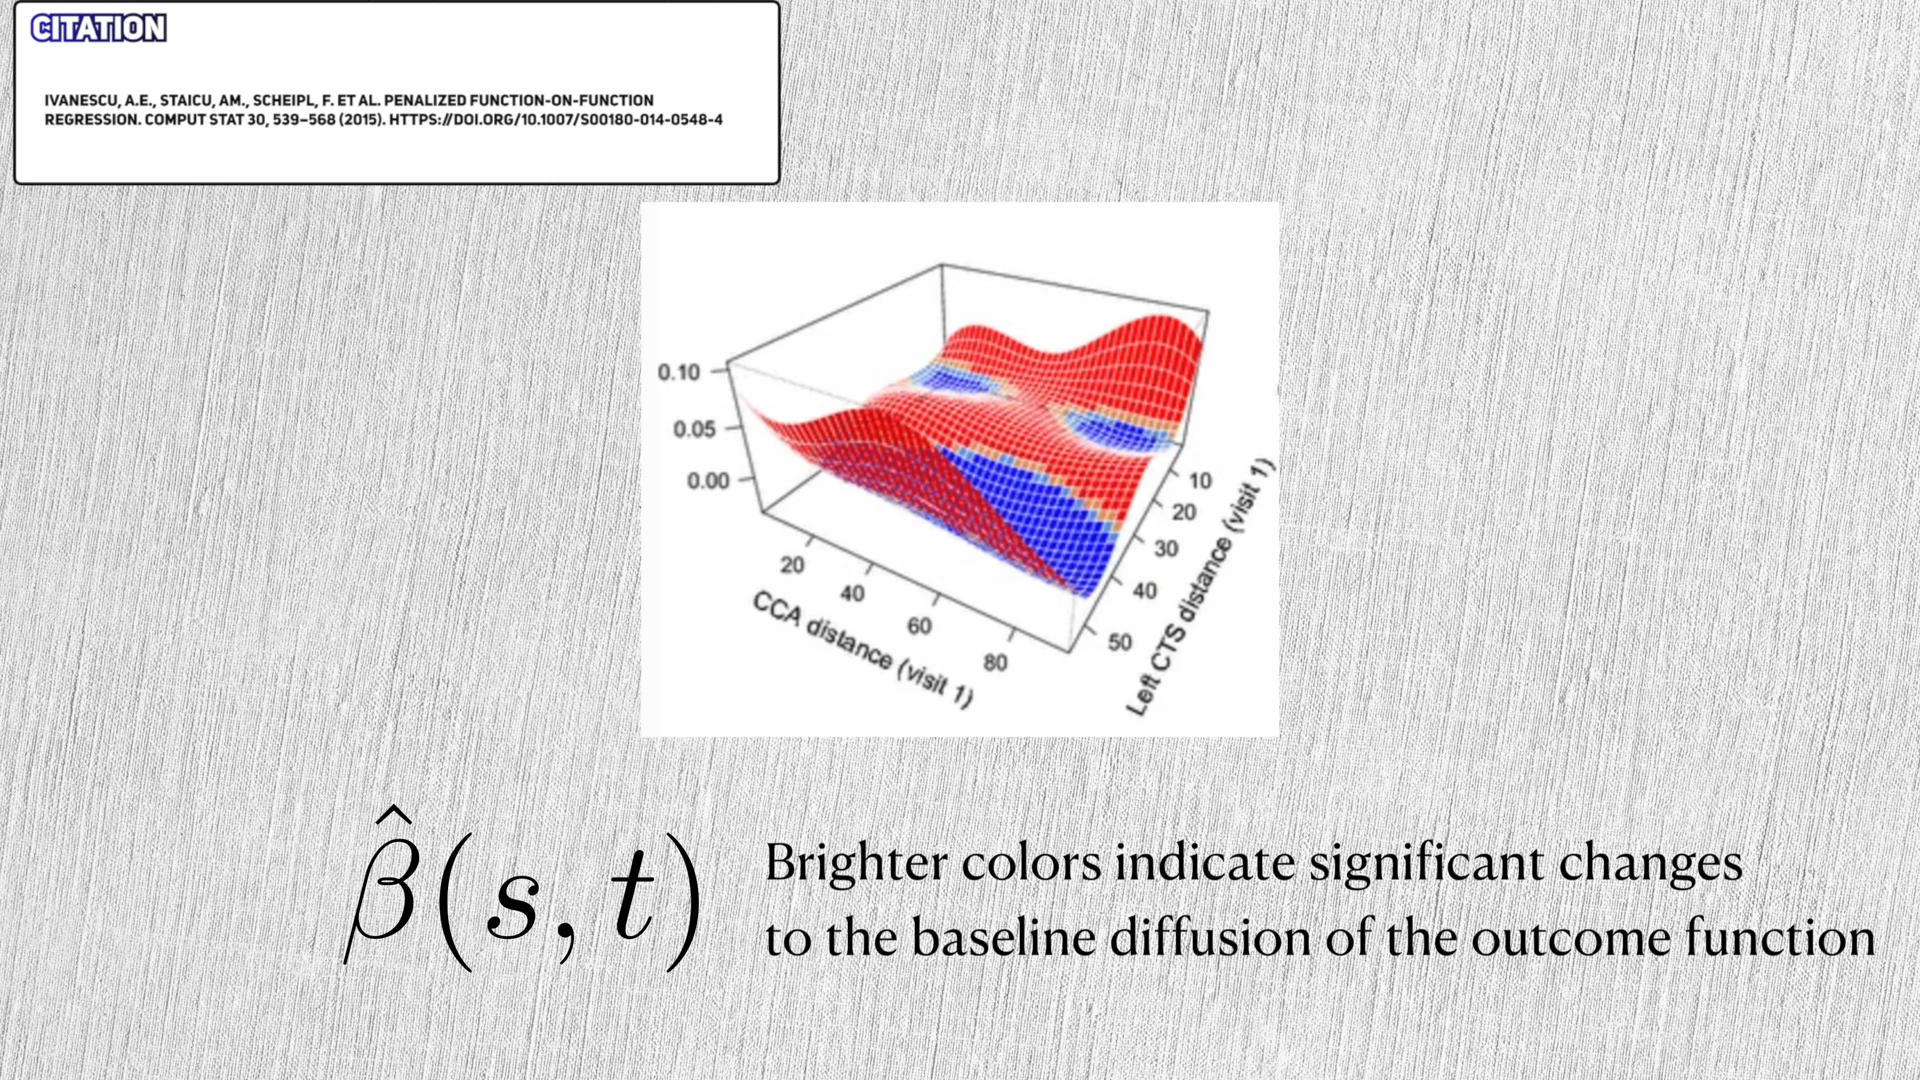 CITATION
IVANESCU, A.E., STAICU, AM., SCHEIPL, F. ET AL. PENALIZED FUNCTION-ON-FUNCTION
REGRESSION. COMPUT STAT 30, 539–568 (2015). HTTPS://DOI.ORG/10.1007/S00180-014-0548-4
0.10
0.05
0.00
20
40
60
80
CCA distance (visit 1)
10
20
30
40
50
Left CTS distance (visit 1)
β̂(s, t)
Brighter colors indicate significant changes
to the baseline diffusion of the outcome function